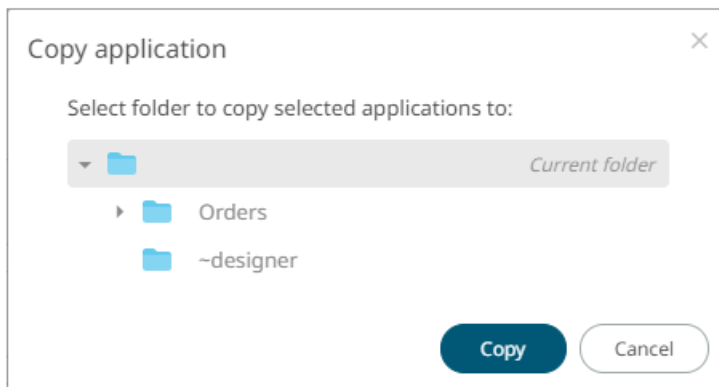 Copy application
Select folder to copy selected applications to:
Current folder
Orders
~designer
Copy
Cancel